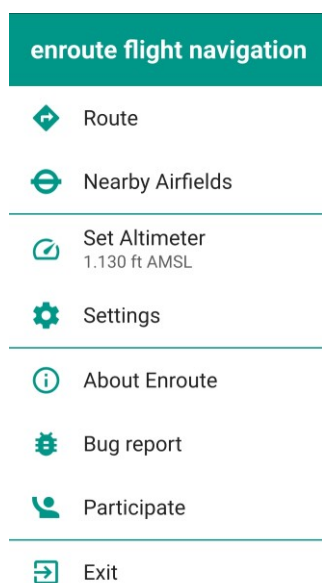 enroute flight navigation
Route
Nearby Airfields
Set Altimeter
1.130 ft AMSL
Settings
About Enroute
Bug report
Participate
Exit